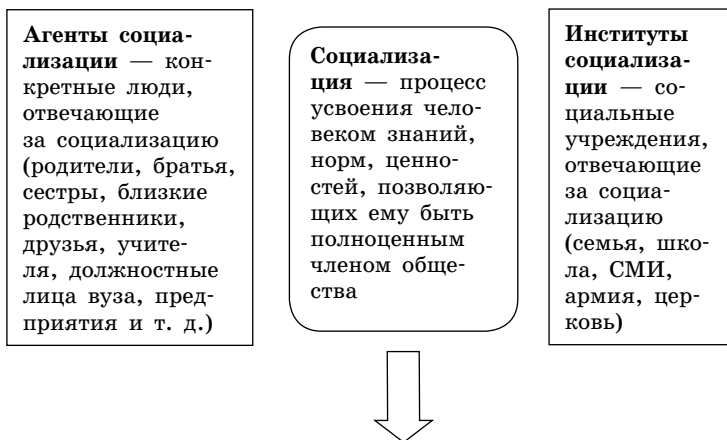 Агенты социа-
лизации — кон-
кретные люди,
отвечающие
за социализацию
(родители, братья,
сестры, близкие
родственники,
друзья, учите-
ля, должностные
лица вуза, пред-
приятия и т. д.)
Социализа-
ция — процесс
усвоения чело-
веком знаний,
норм, ценно-
стей, позволяю-
щих ему быть
полноценным
членом обще-
ства
Институты
социализа-
ции — со-
циальные
учреждения,
отвечающие
за социа-
лизацию
(семья, шко-
ла, СМИ,
армия, цер-
ковь)